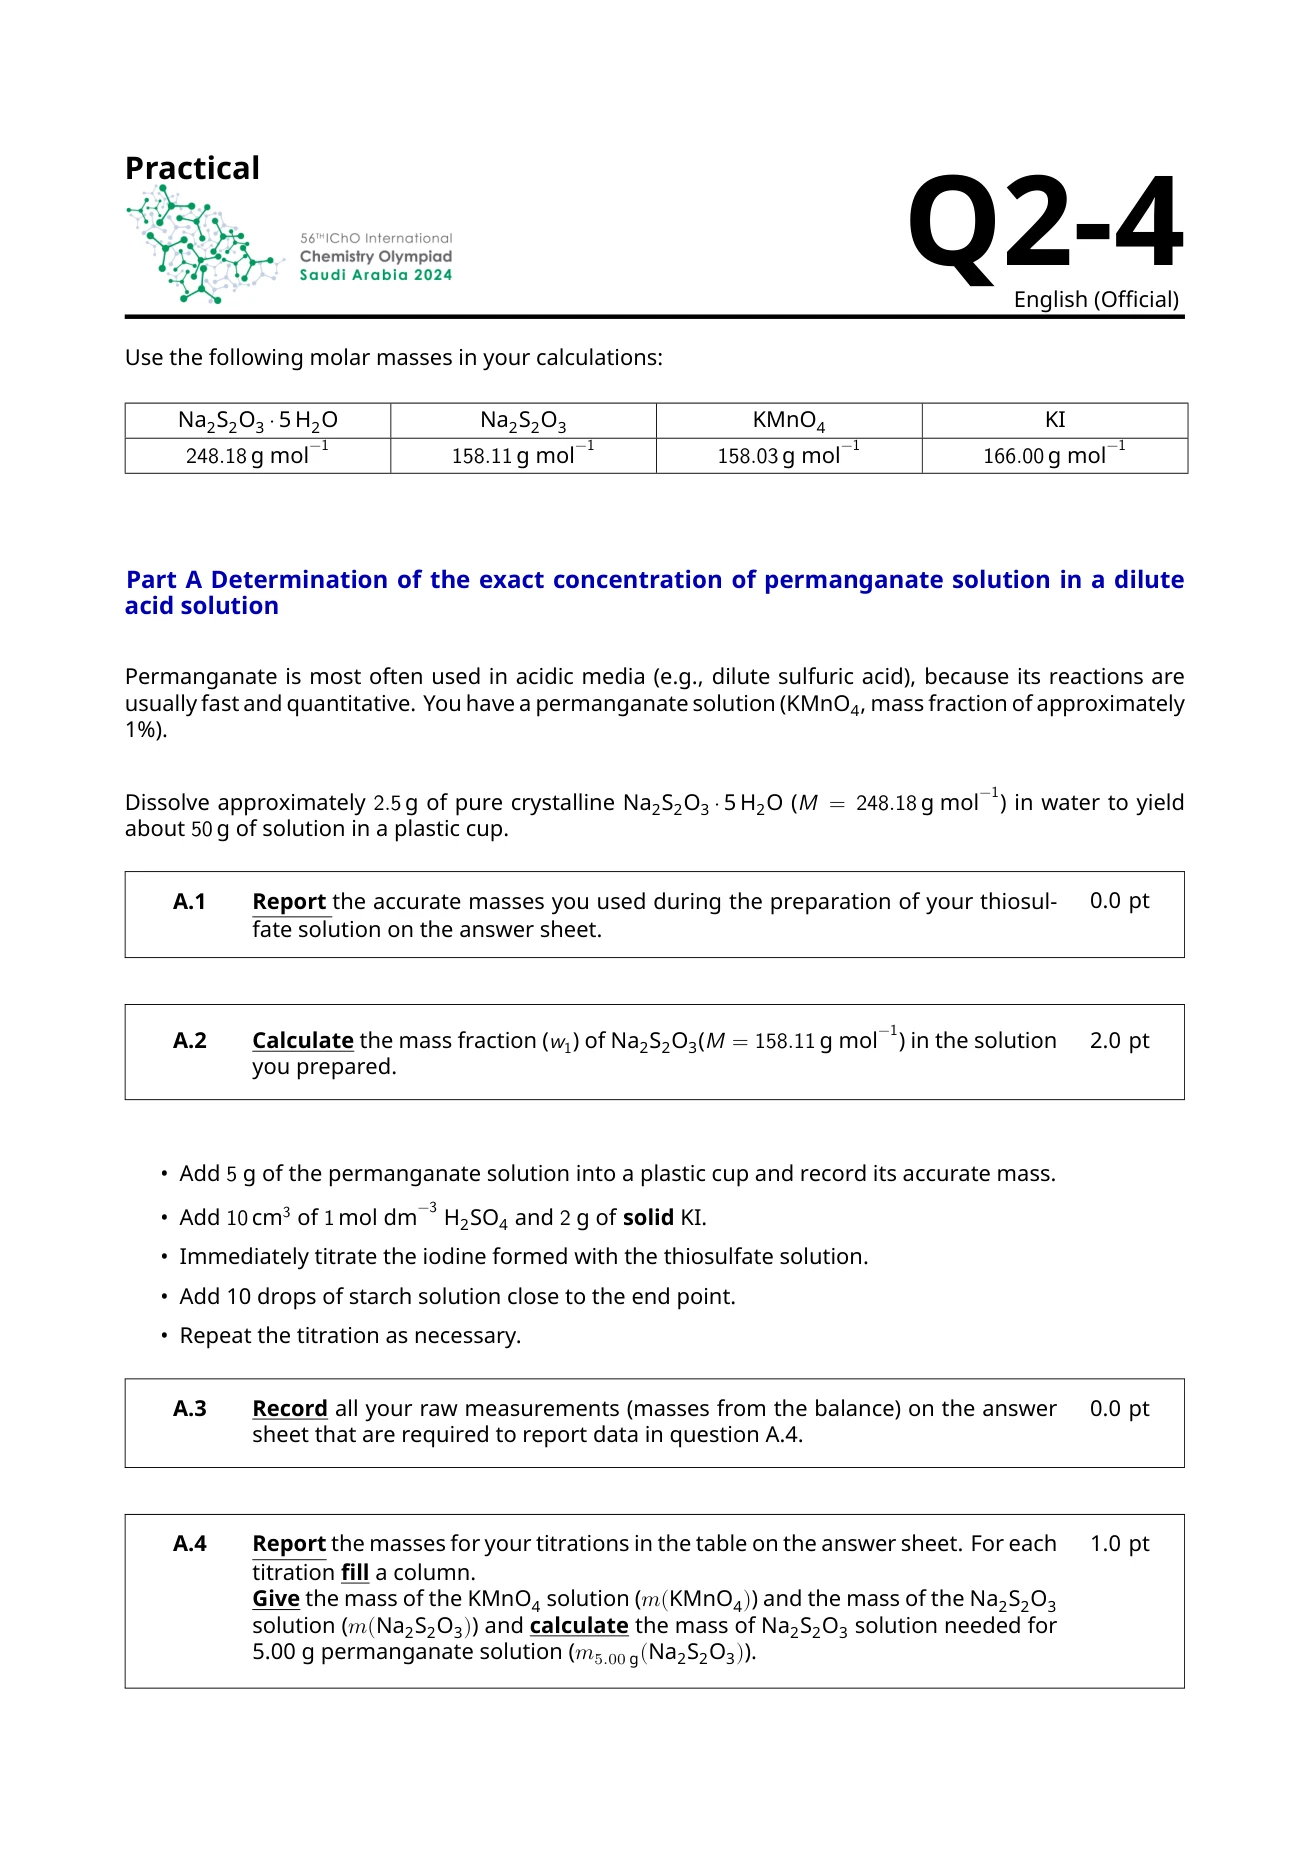 Practical
56ᵀᴴIChO International
Chemistry Olympiad
Saudi Arabia 2024
Q2-4
English (Official)
Use the following molar masses in your calculations:
Na₂S₂O₃ · 5 H₂O Na₂S₂O₃ KMnO₄ KI
248.18 g mol⁻¹ 158.11 g mol⁻¹ 158.03 g mol⁻¹ 166.00 g mol⁻¹
Part A Determination of the exact concentration of permanganate solution in a dilute
acid solution
Permanganate is most often used in acidic media (e.g., dilute sulfuric acid), because its reactions are
usually fast and quantitative. You have a permanganate solution (KMnO₄, mass fraction of approximately
1%).
Dissolve approximately 2.5 g of pure crystalline Na₂S₂O₃ · 5 H₂O (M = 248.18 g mol⁻¹) in water to yield
about 50 g of solution in a plastic cup.
A.1 Report the accurate masses you used during the preparation of your thiosul- 0.0 pt
fate solution on the answer sheet.
A.2 Calculate the mass fraction (w₁) of Na₂S₂O₃(M = 158.11 g mol⁻¹) in the solution 2.0 pt
you prepared.
• Add 5 g of the permanganate solution into a plastic cup and record its accurate mass.
• Add 10 cm³ of 1 mol dm⁻³ H₂SO₄ and 2 g of solid KI.
• Immediately titrate the iodine formed with the thiosulfate solution.
• Add 10 drops of starch solution close to the end point.
• Repeat the titration as necessary.
A.3 Record all your raw measurements (masses from the balance) on the answer 0.0 pt
sheet that are required to report data in question A.4.
A.4 Report the masses for your titrations in the table on the answer sheet. For each 1.0 pt
titration fill a column.
Give the mass of the KMnO₄ solution (m(KMnO₄)) and the mass of the Na₂S₂O₃
solution (m(Na₂S₂O₃)) and calculate the mass of Na₂S₂O₃ solution needed for
5.00 g permanganate solution (m₅.₀₀ g(Na₂S₂O₃)).